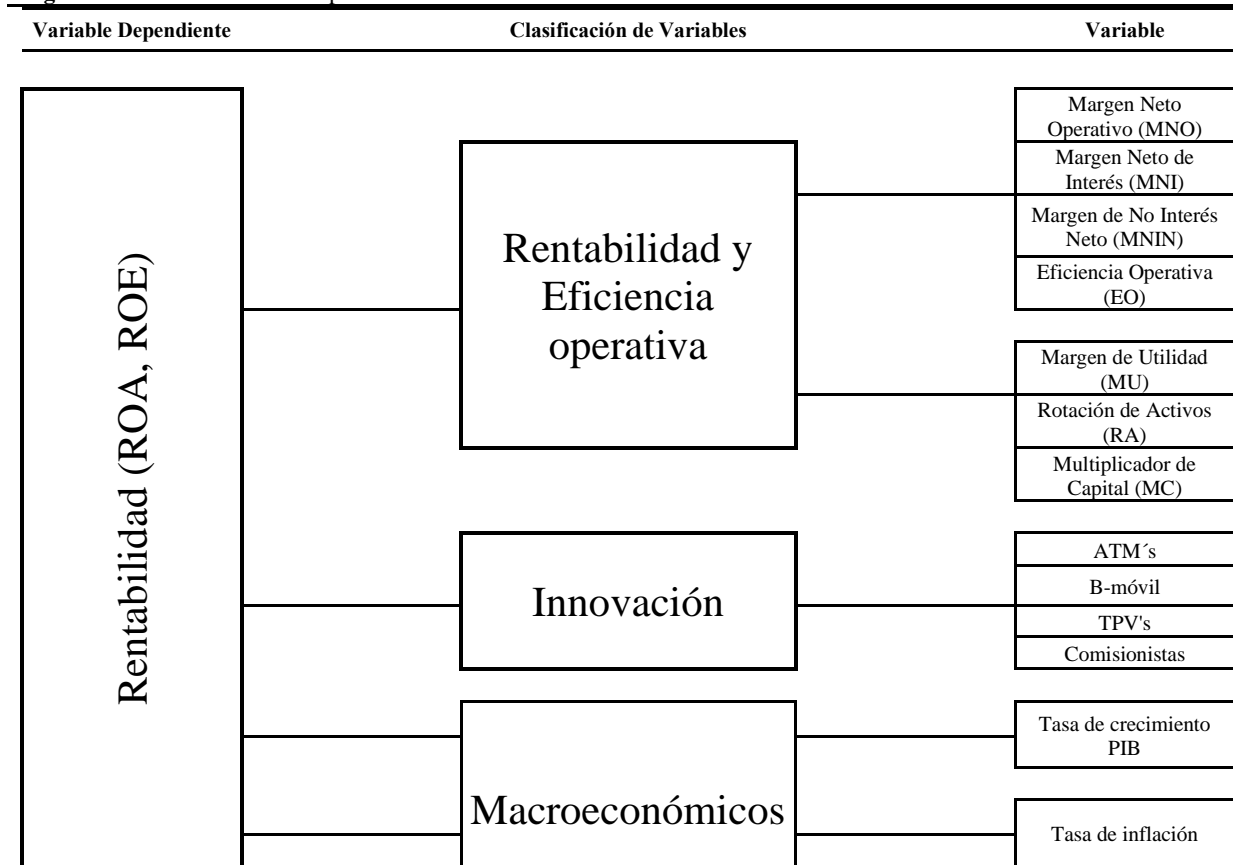 Variable Dependiente
Clasificación de Variables
Variable
Rentabilidad (ROA, ROE)
Rentabilidad y
Eficiencia
operativa
Margen Neto
Operativo (MNO)
Margen Neto de
Interés (MNI)
Margen de No Interés
Neto (MNIN)
Eficiencia Operativa
(EO)
Margen de Utilidad
(MU)
Rotación de Activos
(RA)
Multiplicador de
Capital (MC)
Innovación
ATM´s
B-móvil
TPV's
Comisionistas
Macroeconómicos
Tasa de crecimiento
PIB
Tasa de inflación